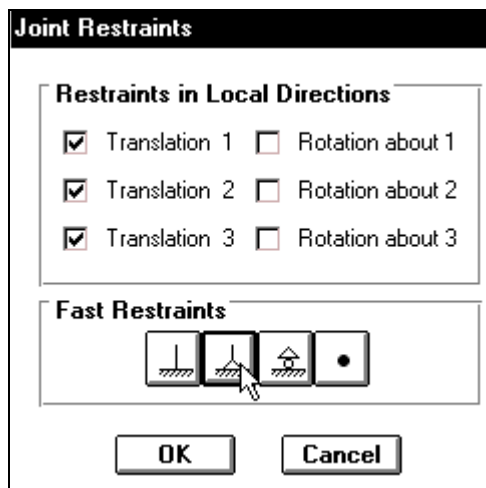 Joint Restraints
Restraints in Local Directions
Translation 1 Rotation about 1
Translation 2 Rotation about 2
Translation 3 Rotation about 3
Fast Restraints
OK Cancel